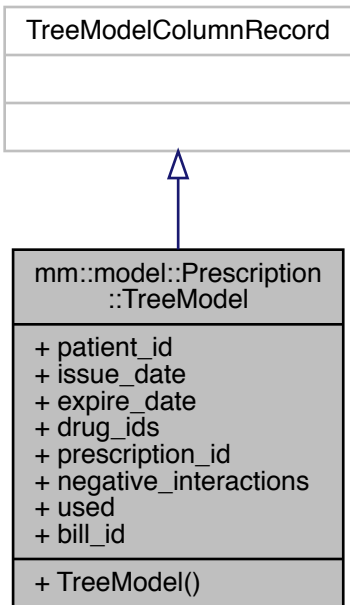 TreeModelColumnRecord
mm::model::Prescription
::TreeModel
+ patient_id
+ issue_date
+ expire_date
+ drug_ids
+ prescription_id
+ negative_interactions
+ used
+ bill_id
+ TreeModel()